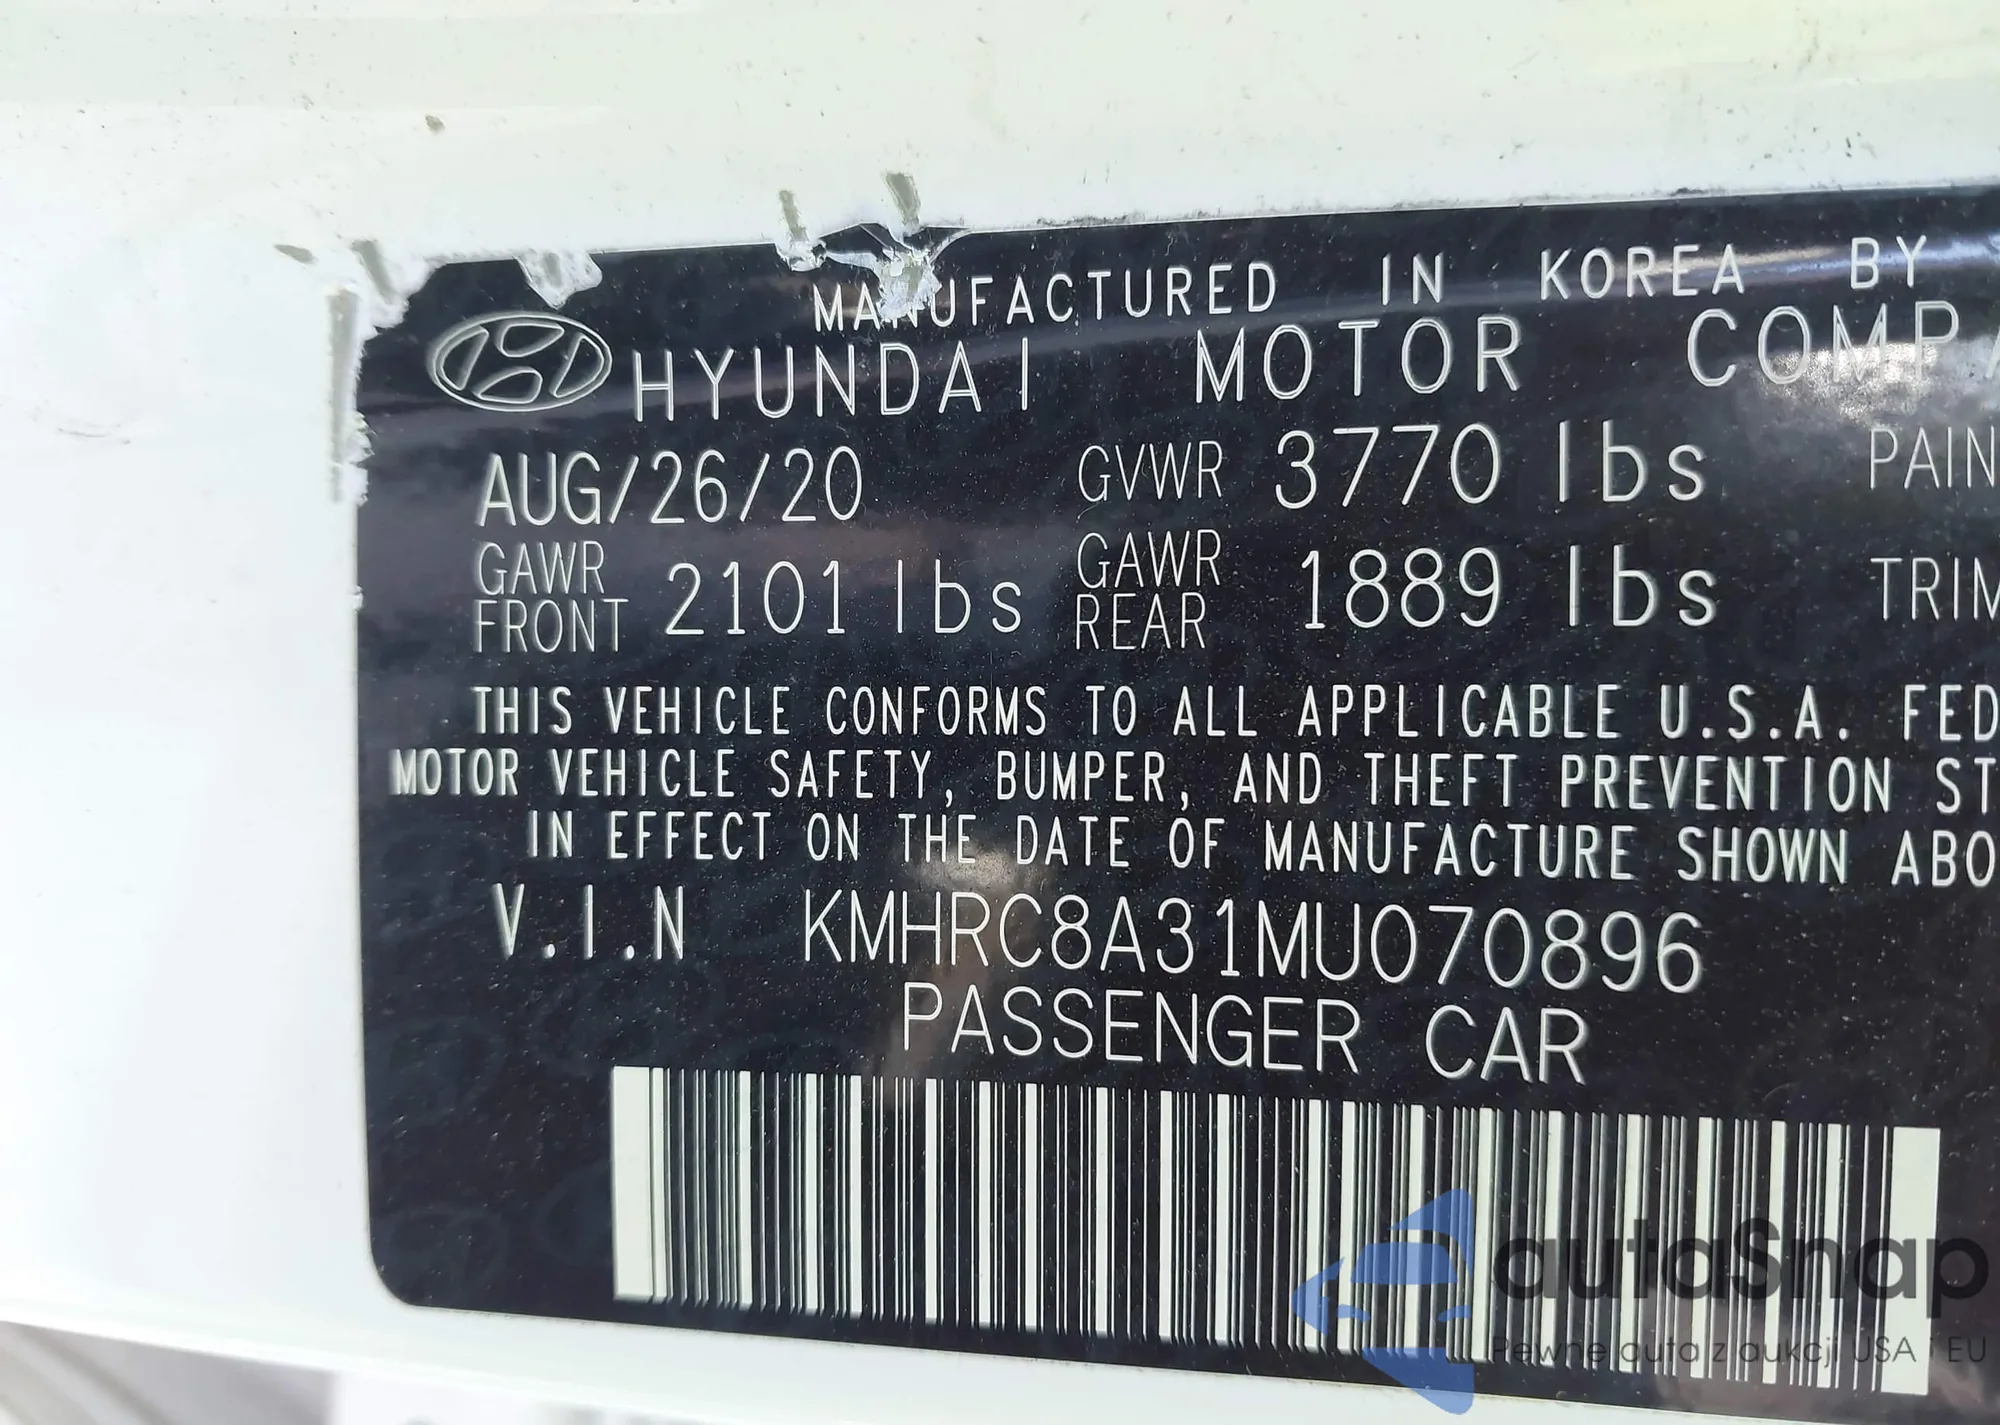 MANUFACTURED IN KOREA BY
HYUNDAI MOTOR COMPA
AUG/26/20 GVWR 3770 lbs PAIN
GAWR FRONT 2101 lbs GAWR REAR 1889 lbs TRIM
THIS VEHICLE CONFORMS TO ALL APPLICABLE U.S.A. FED
MOTOR VEHICLE SAFETY, BUMPER, AND THEFT PREVENTION ST
IN EFFECT ON THE DATE OF MANUFACTURE SHOWN ABO
V.I.N KMHRC8A31MU070896
PASSENGER CAR
autaSnap
Pewne auta z aukcji USA i EU